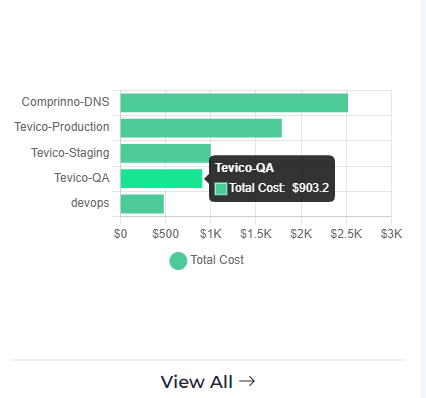 Comprinno-DNS
Tevico-Production
Tevico-Staging
Tevico-QA
devops
Tevico-QA
Total Cost: $903.2
$0 $500 $1K $1.5K $2K $2.5K $3K
Total Cost
View All →